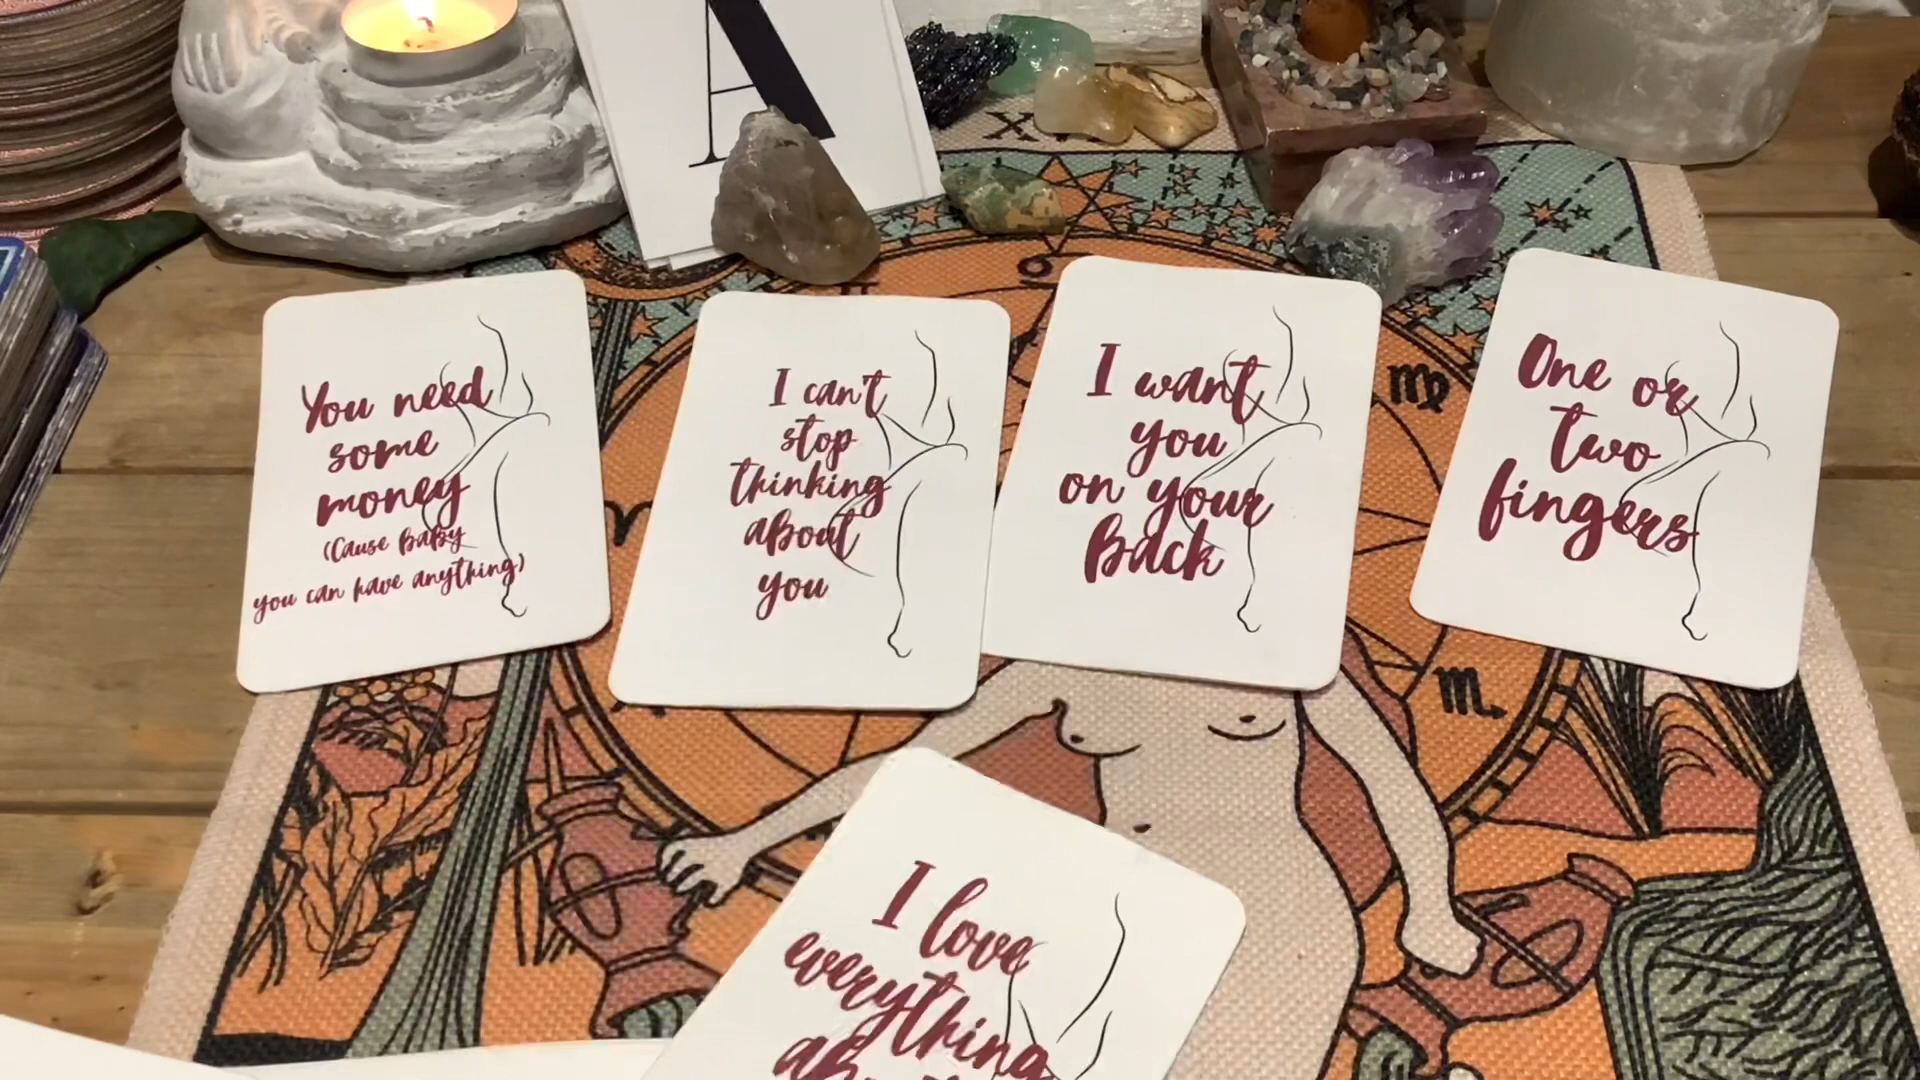 A
X
You need
some
money
(Cause Baby
you can have anything)
I can't
stop
thinking
about
you
I want
you
on your
Back
One or
two
fingers
I love
everything